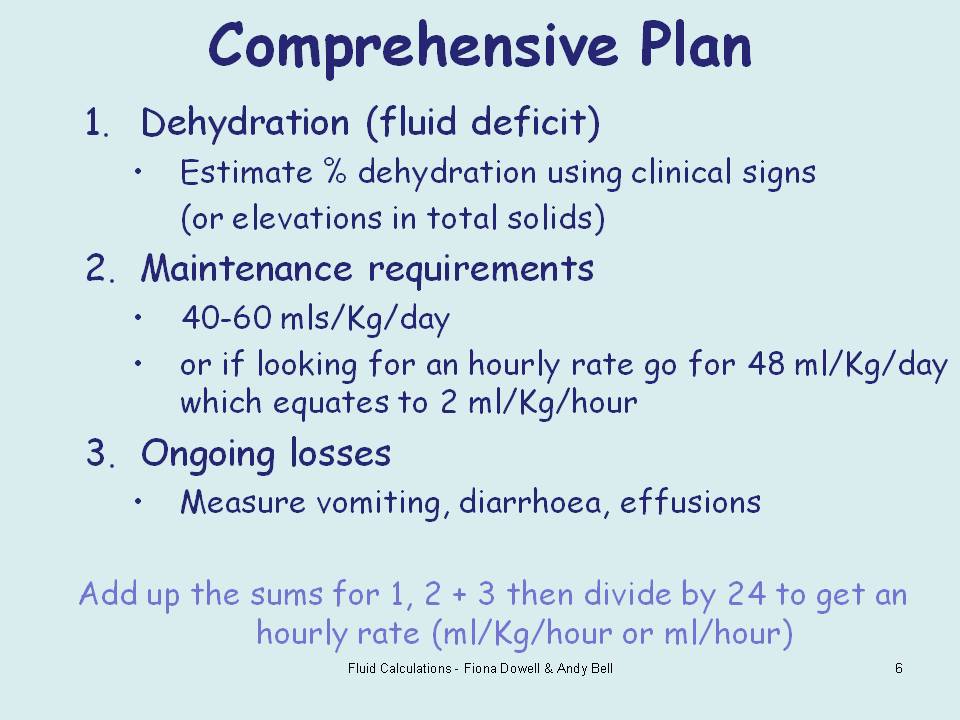 Comprehensive Plan
1. Dehydration (fluid deficit)
• Estimate % dehydration using clinical signs
(or elevations in total solids)
2. Maintenance requirements
• 40-60 mls/Kg/day
• or if looking for an hourly rate go for 48 ml/Kg/day
which equates to 2 ml/Kg/hour
3. Ongoing losses
• Measure vomiting, diarrhoea, effusions
Add up the sums for 1, 2 + 3 then divide by 24 to get an
hourly rate (ml/Kg/hour or ml/hour)
Fluid Calculations - Fiona Dowell & Andy Bell
6